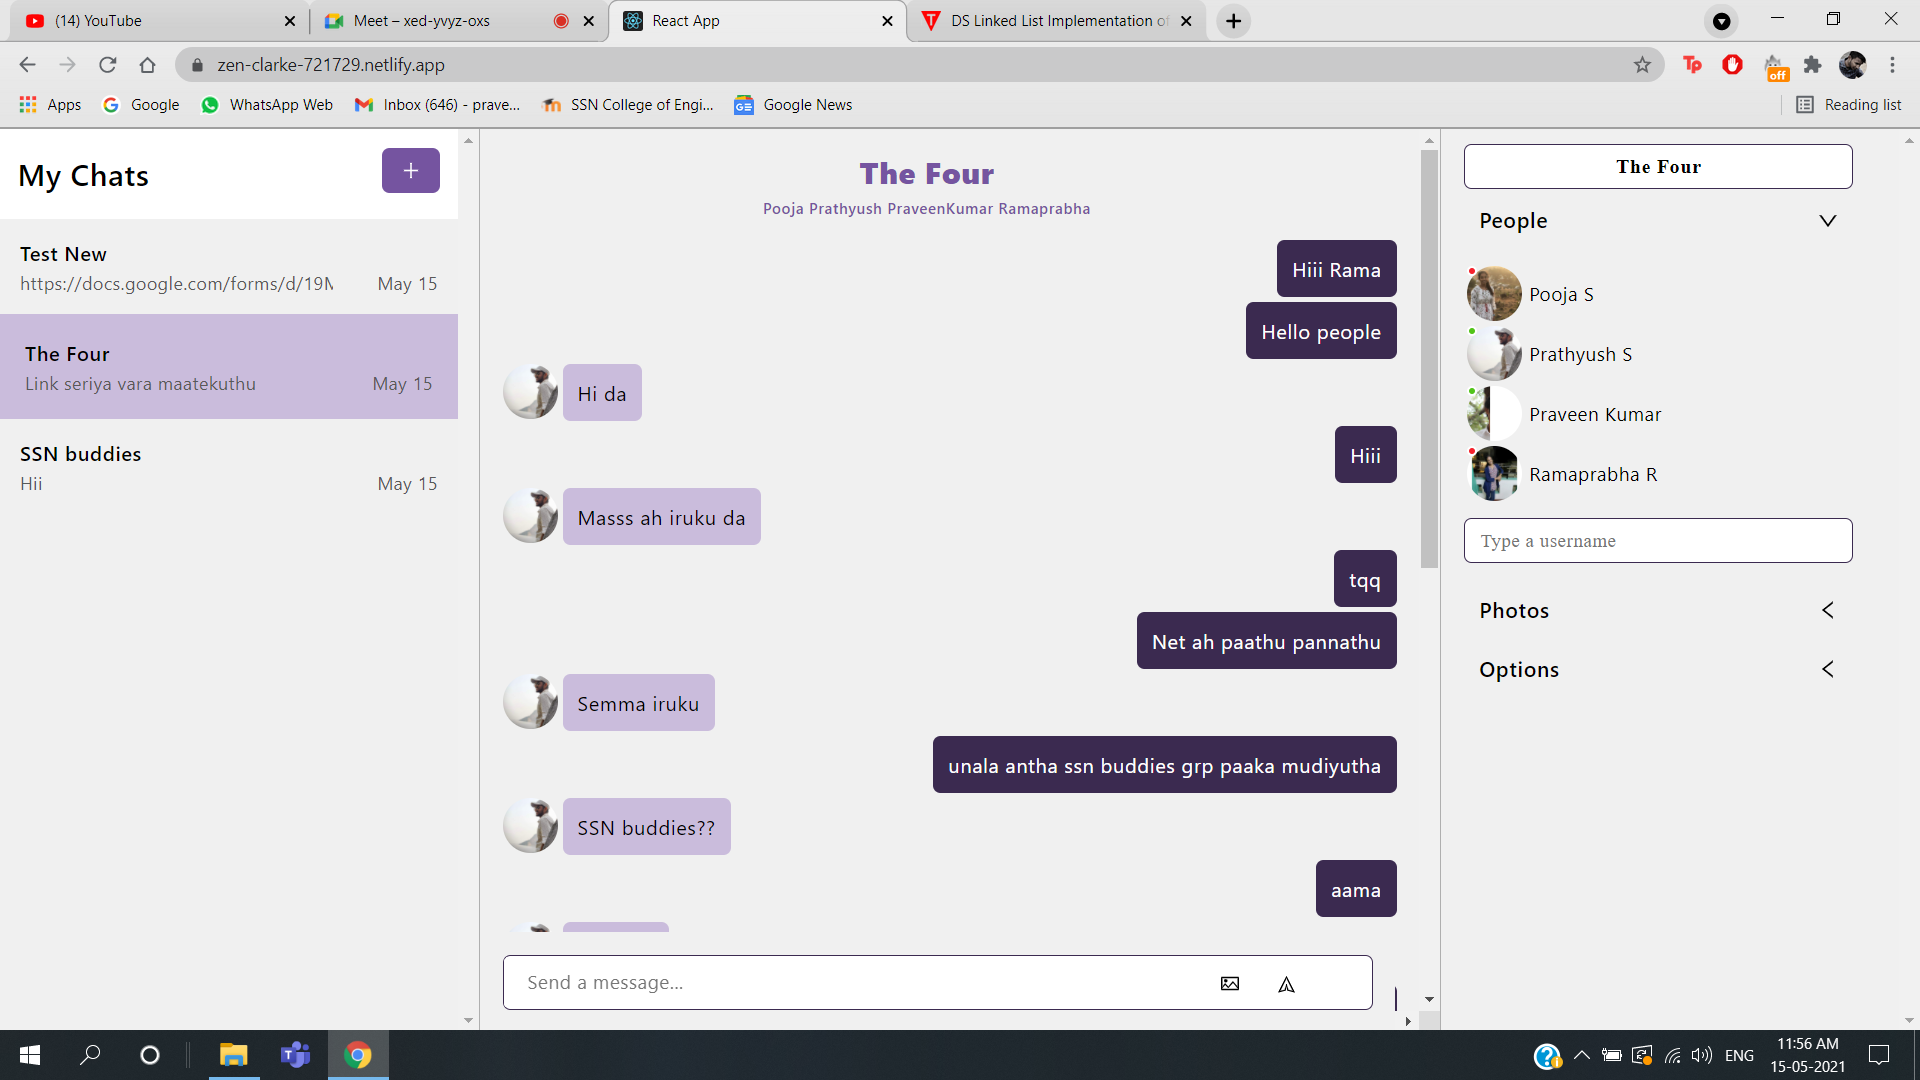 (14) YouTube
Meet – xed-yvyz-oxs
React App
DS Linked List Implementation of
zen-clarke-721729.netlify.app
Tp
off
Apps
Google
WhatsApp Web
Inbox (646) - prave...
SSN College of Engi...
Google News
Reading list
My Chats
+
Test New
https://docs.google.com/forms/d/19M
May 15
The Four
Link seriya vara maatekuthu
May 15
SSN buddies
Hii
May 15
The Four
Pooja Prathyush PraveenKumar Ramaprabha
Hiii Rama
Hello people
Hi da
Hiii
Masss ah iruku da
tqq
Net ah paathu pannathu
Semma iruku
unala antha ssn buddies grp paaka mudiyutha
SSN buddies??
aama
Send a message...
The Four
People
Pooja S
Prathyush S
Praveen Kumar
Ramaprabha R
Type a username
Photos
Options
ENG
11:56 AM
15-05-2021